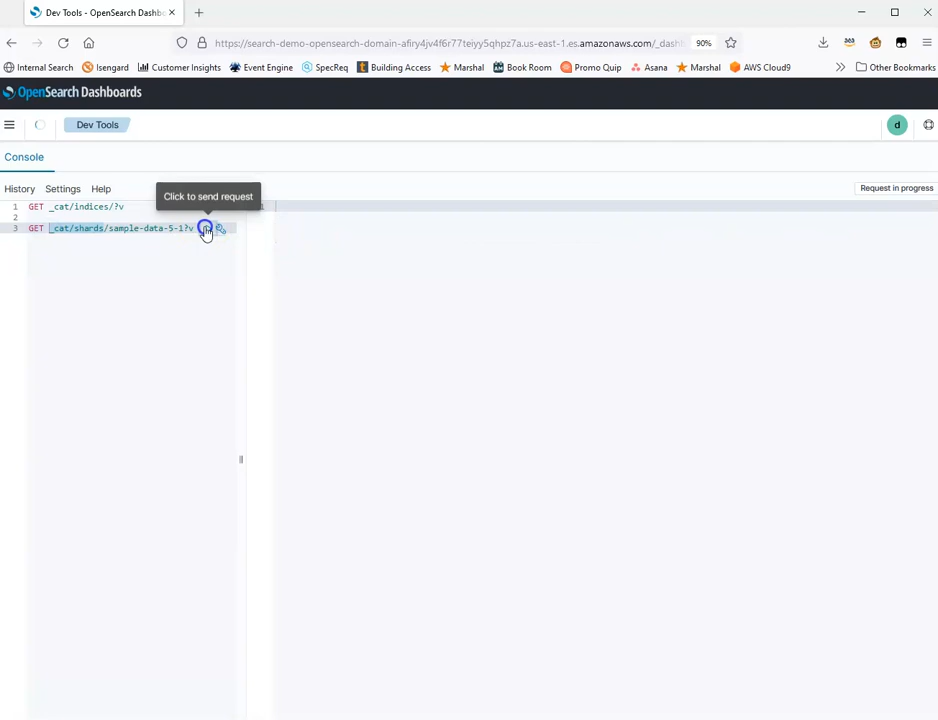 Dev Tools - OpenSearch Dashbo
https://search-demo-opensearch-domain-afiry4jv4f6r77teiyy5qhpz7a.us-east-1.es.amazonaws.com/_dashl
90%
Internal Search
Isengard
Customer Insights
Event Engine
SpecReq
Building Access
Marshal
Book Room
Promo Quip
Asana
Marshal
AWS Cloud9
Other Bookmarks
OpenSearch Dashboards
Dev Tools
d
Console
History
Settings
Help
Click to send request
Request in progress
1 GET _cat/indices/?v
2
3 GET _cat/shards/sample-data-5-1?v
1